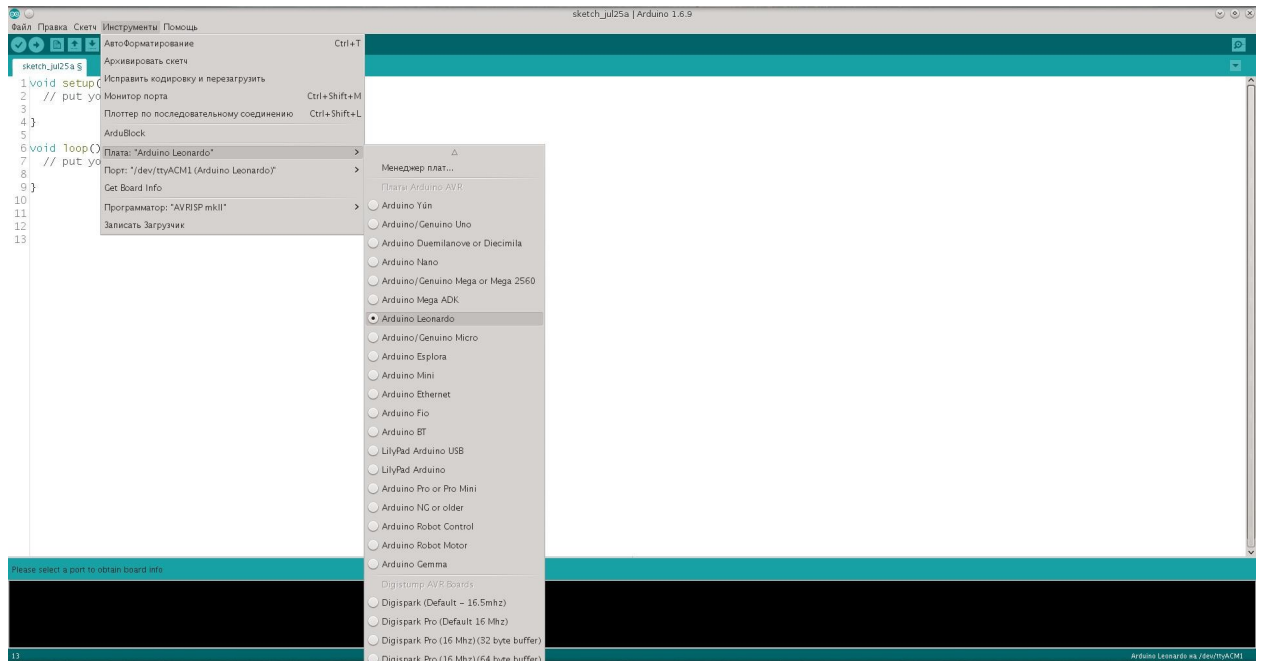 sketch_jul25a | Arduino 1.6.9
Файл Правка Скетч Инструменты Помощь
sketch_jul25a §
1 void setup(
2 // put yo
3
4 }
5
6 void loop()
7 // put yo
8
9 }
10
11
12
13
АвтоФорматирование Ctrl+T
Архивировать скетч
Исправить кодировку и перезагрузить
Монитор порта Ctrl+Shift+M
Плоттер по последовательному соединению Ctrl+Shift+L
ArduBlock
Плата: "Arduino Leonardo"
Порт: "/dev/ttyACM1 (Arduino Leonardo)"
Get Board Info
Программатор: "AVRISP mkII"
Записать Загрузчик
Менеджер плат...
Платы Arduino AVR
Arduino Yún
Arduino/Genuino Uno
Arduino Duemilanove or Diecimila
Arduino Nano
Arduino/Genuino Mega or Mega 2560
Arduino Mega ADK
Arduino Leonardo
Arduino/Genuino Micro
Arduino Esplora
Arduino Mini
Arduino Ethernet
Arduino Fio
Arduino BT
LilyPad Arduino USB
LilyPad Arduino
Arduino Pro or Pro Mini
Arduino NG or older
Arduino Robot Control
Arduino Robot Motor
Arduino Gemma
Digistump AVR Boards
Digispark (Default - 16.5mhz)
Digispark Pro (Default 16 Mhz)
Digispark Pro (16 Mhz) (32 byte buffer)
Digispark Pro (16 Mhz) (64 byte buffer)
Please select a port to obtain board info
13
Arduino Leonardo на /dev/ttyACM1